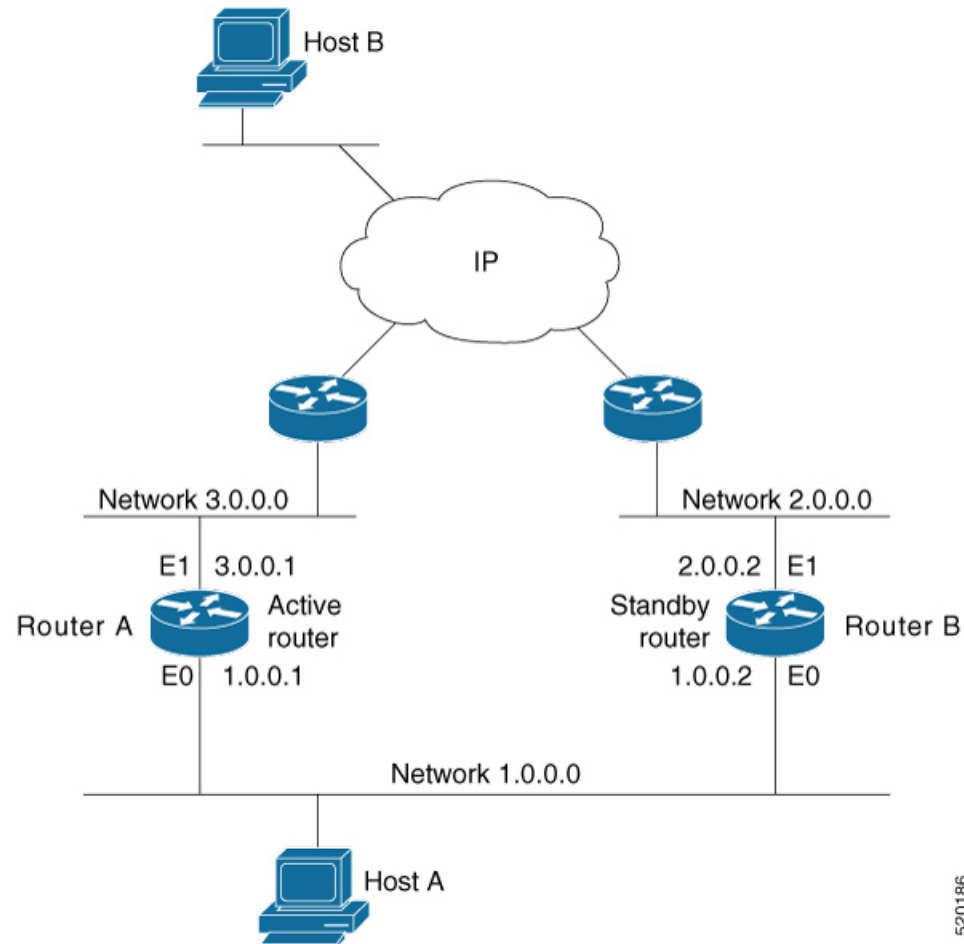 Host B
IP
Network 3.0.0.0
Network 2.0.0.0
E1 3.0.0.1
2.0.0.2 E1
Router A
Active
router
Standby
router
Router B
E0 1.0.0.1
1.0.0.2 E0
Network 1.0.0.0
Host A
520186